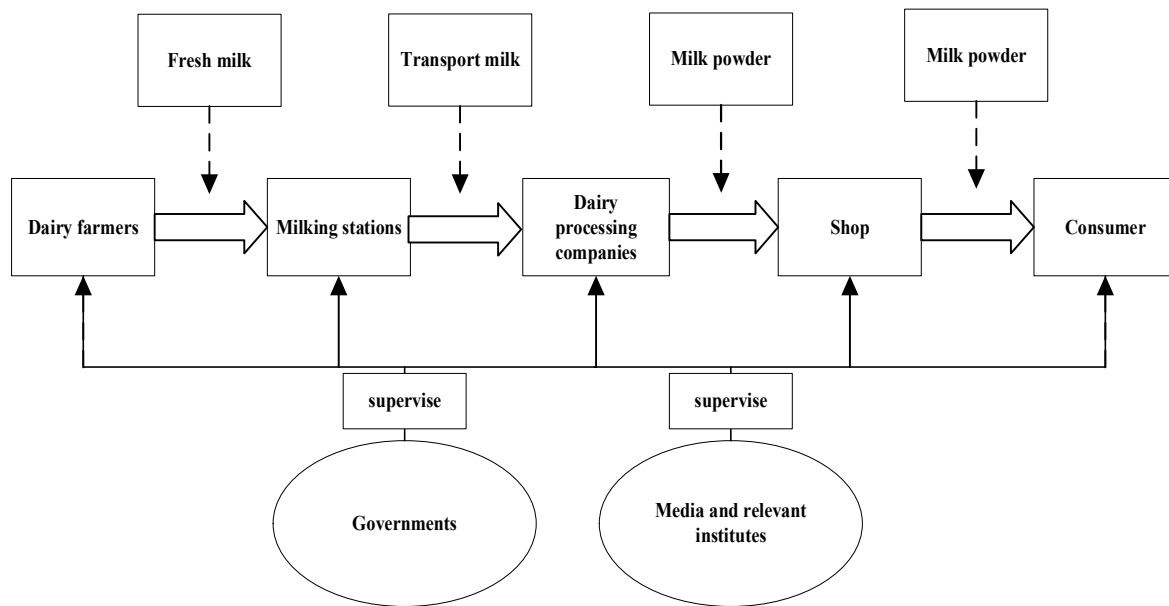 Fresh milk
Transport milk
Milk powder
Milk powder
Dairy farmers
Milking stations
Dairy
processing
companies
Shop
Consumer
supervise
supervise
Governments
Media and relevant
institutes